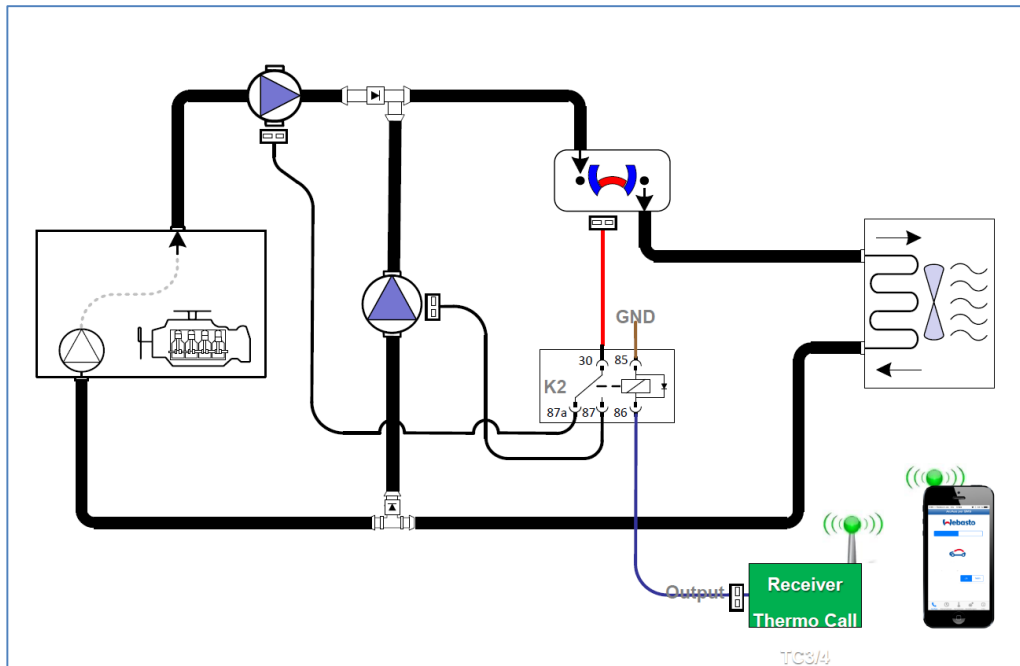 GND
30
85
K2
87a
87
86
Webasto
Output
Receiver
Thermo Call
TC3/4